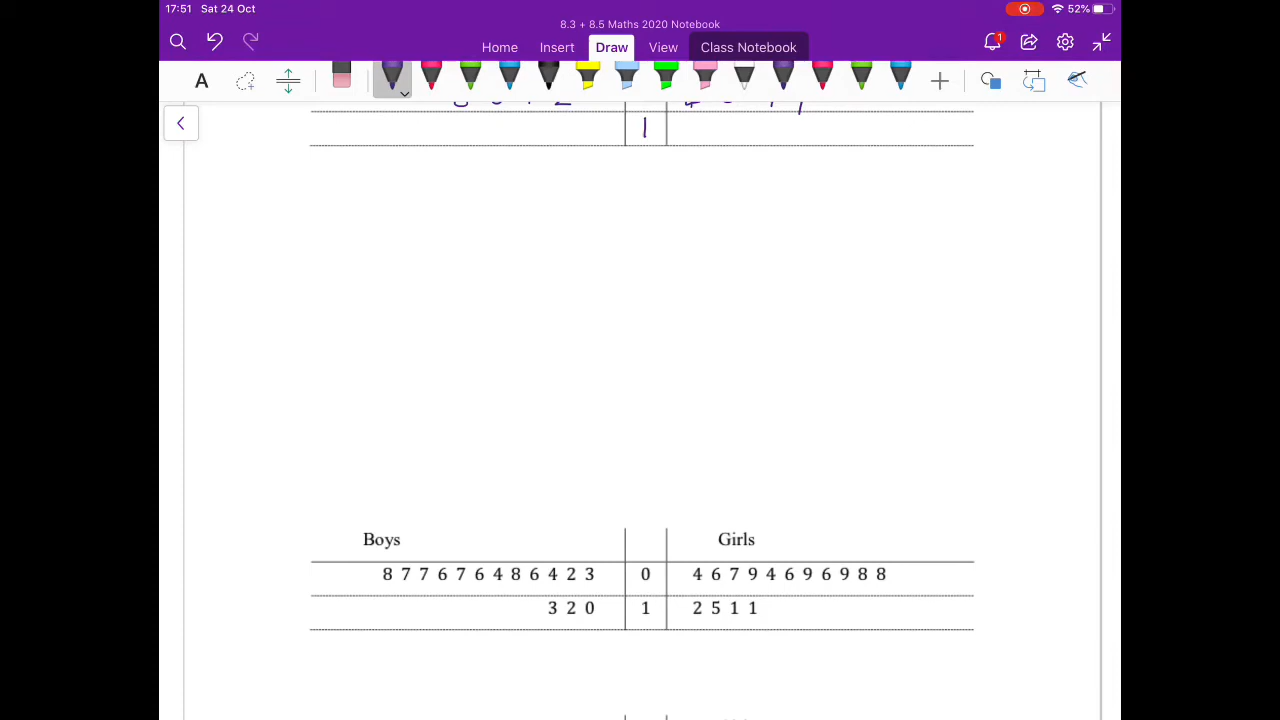 17:51 Sat 24 Oct 52%
8.3 + 8.5 Maths 2020 Notebook
1
Home Insert Draw View Class Notebook
A
1
Boys Girls
8 7 7 6 7 6 4 8 6 4 2 3 0 4 6 7 9 4 6 9 6 9 8 8
3 2 0 1 2 5 1 1